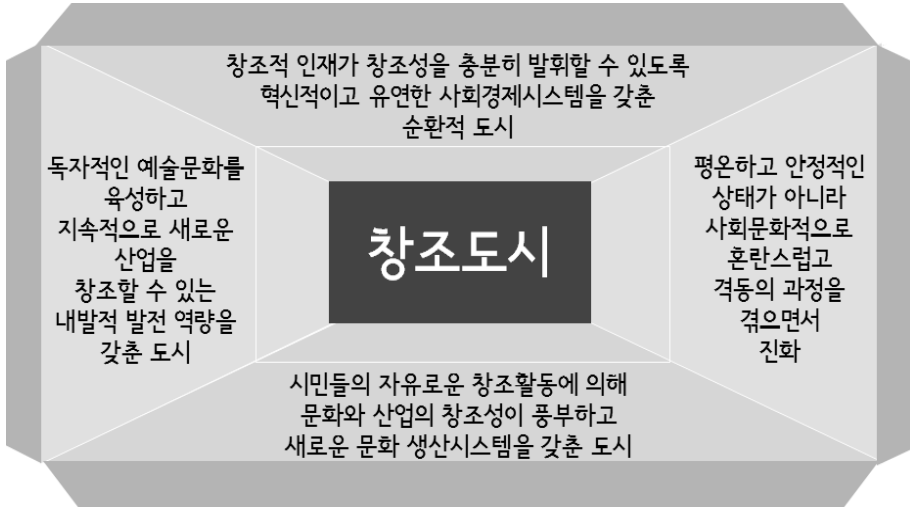 창조적 인재가 창조성을 충분히 발휘할 수 있도록
혁신적이고 유연한 사회경제시스템을 갖춘
순환적 도시
독자적인 예술문화를
육성하고
지속적으로 새로운
산업을
창조할 수 있는
내발적 발전 역량을
갖춘 도시
창조도시
평온하고 안정적인
상태가 아니라
사회문화적으로
혼란스럽고
격동의 과정을
겪으면서
진화
시민들의 자유로운 창조활동에 의해
문화와 산업의 창조성이 풍부하고
새로운 문화 생산시스템을 갖춘 도시